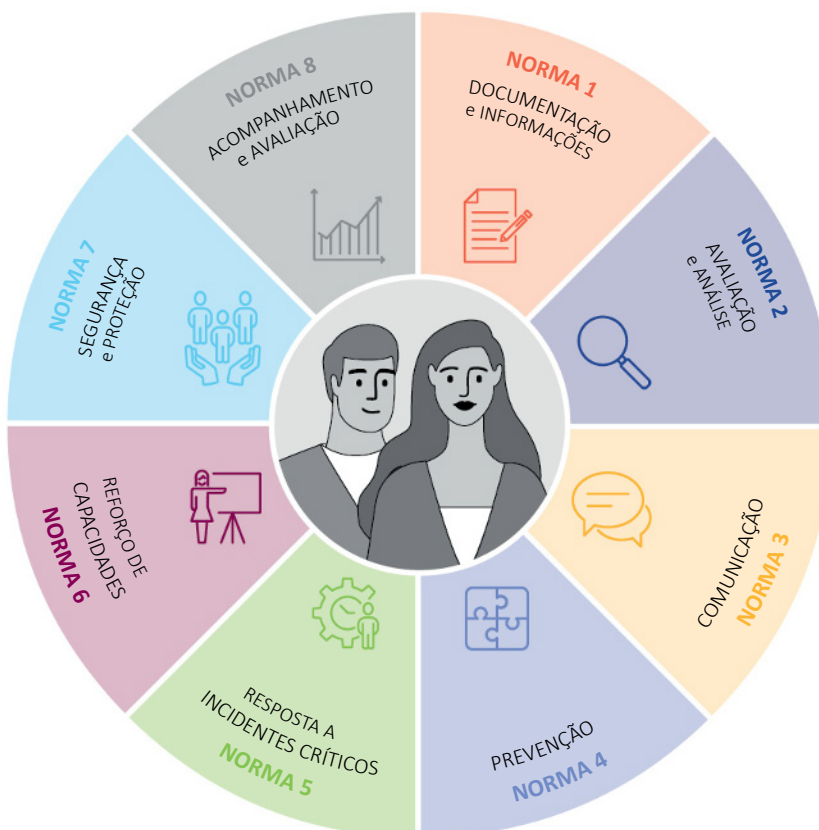 NORMA 1
DOCUMENTAÇÃO
e INFORMAÇÕES
NORMA 2
AVALIAÇÃO
e ANÁLISE
COMUNICAÇÃO
NORMA 3
PREVENÇÃO
NORMA 4
RESPOSTA A
INCIDENTES CRÍTICOS
NORMA 5
REFORÇO DE
CAPACIDADES
NORMA 6
NORMA 7
SEGURANÇA
e PROTEÇÃO
NORMA 8
ACOMPANHAMENTO
e AVALIAÇÃO